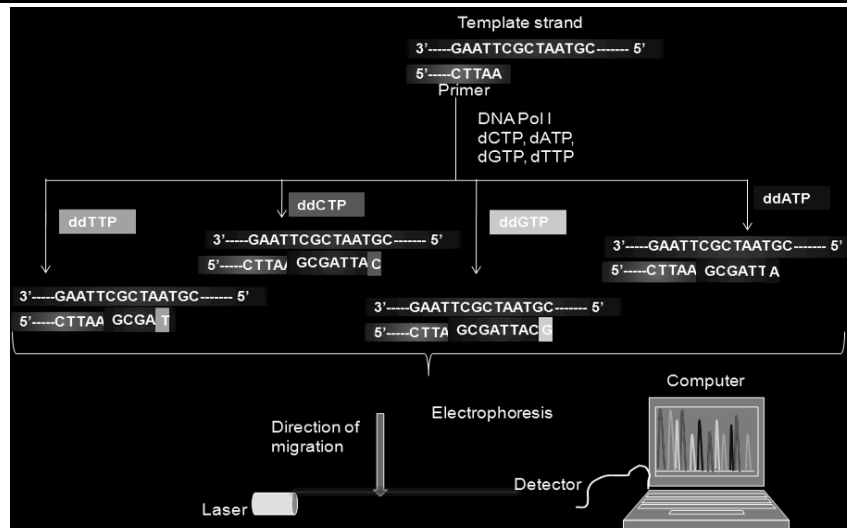 Template strand
3'-----GAATTCGCTAATGC------- 5'
5'-----CTTAA
Primer
DNA Pol I
dCTP, dATP,
dGTP, dTTP
ddTTP
ddCTP
ddGTP
ddATP
3'-----GAATTCGCTAATGC------- 5'
5'-----CTTAA GCGATTA C
3'-----GAATTCGCTAATGC------- 5'
5'-----CTTAA GCGATT A
3'-----GAATTCGCTAATGC------- 5'
5'-----CTTAA GCGA T
3'-----GAATTCGCTAATGC------- 5'
5'-----CTTA GCGATTAC G
Computer
Electrophoresis
Direction of
migration
Detector
Laser